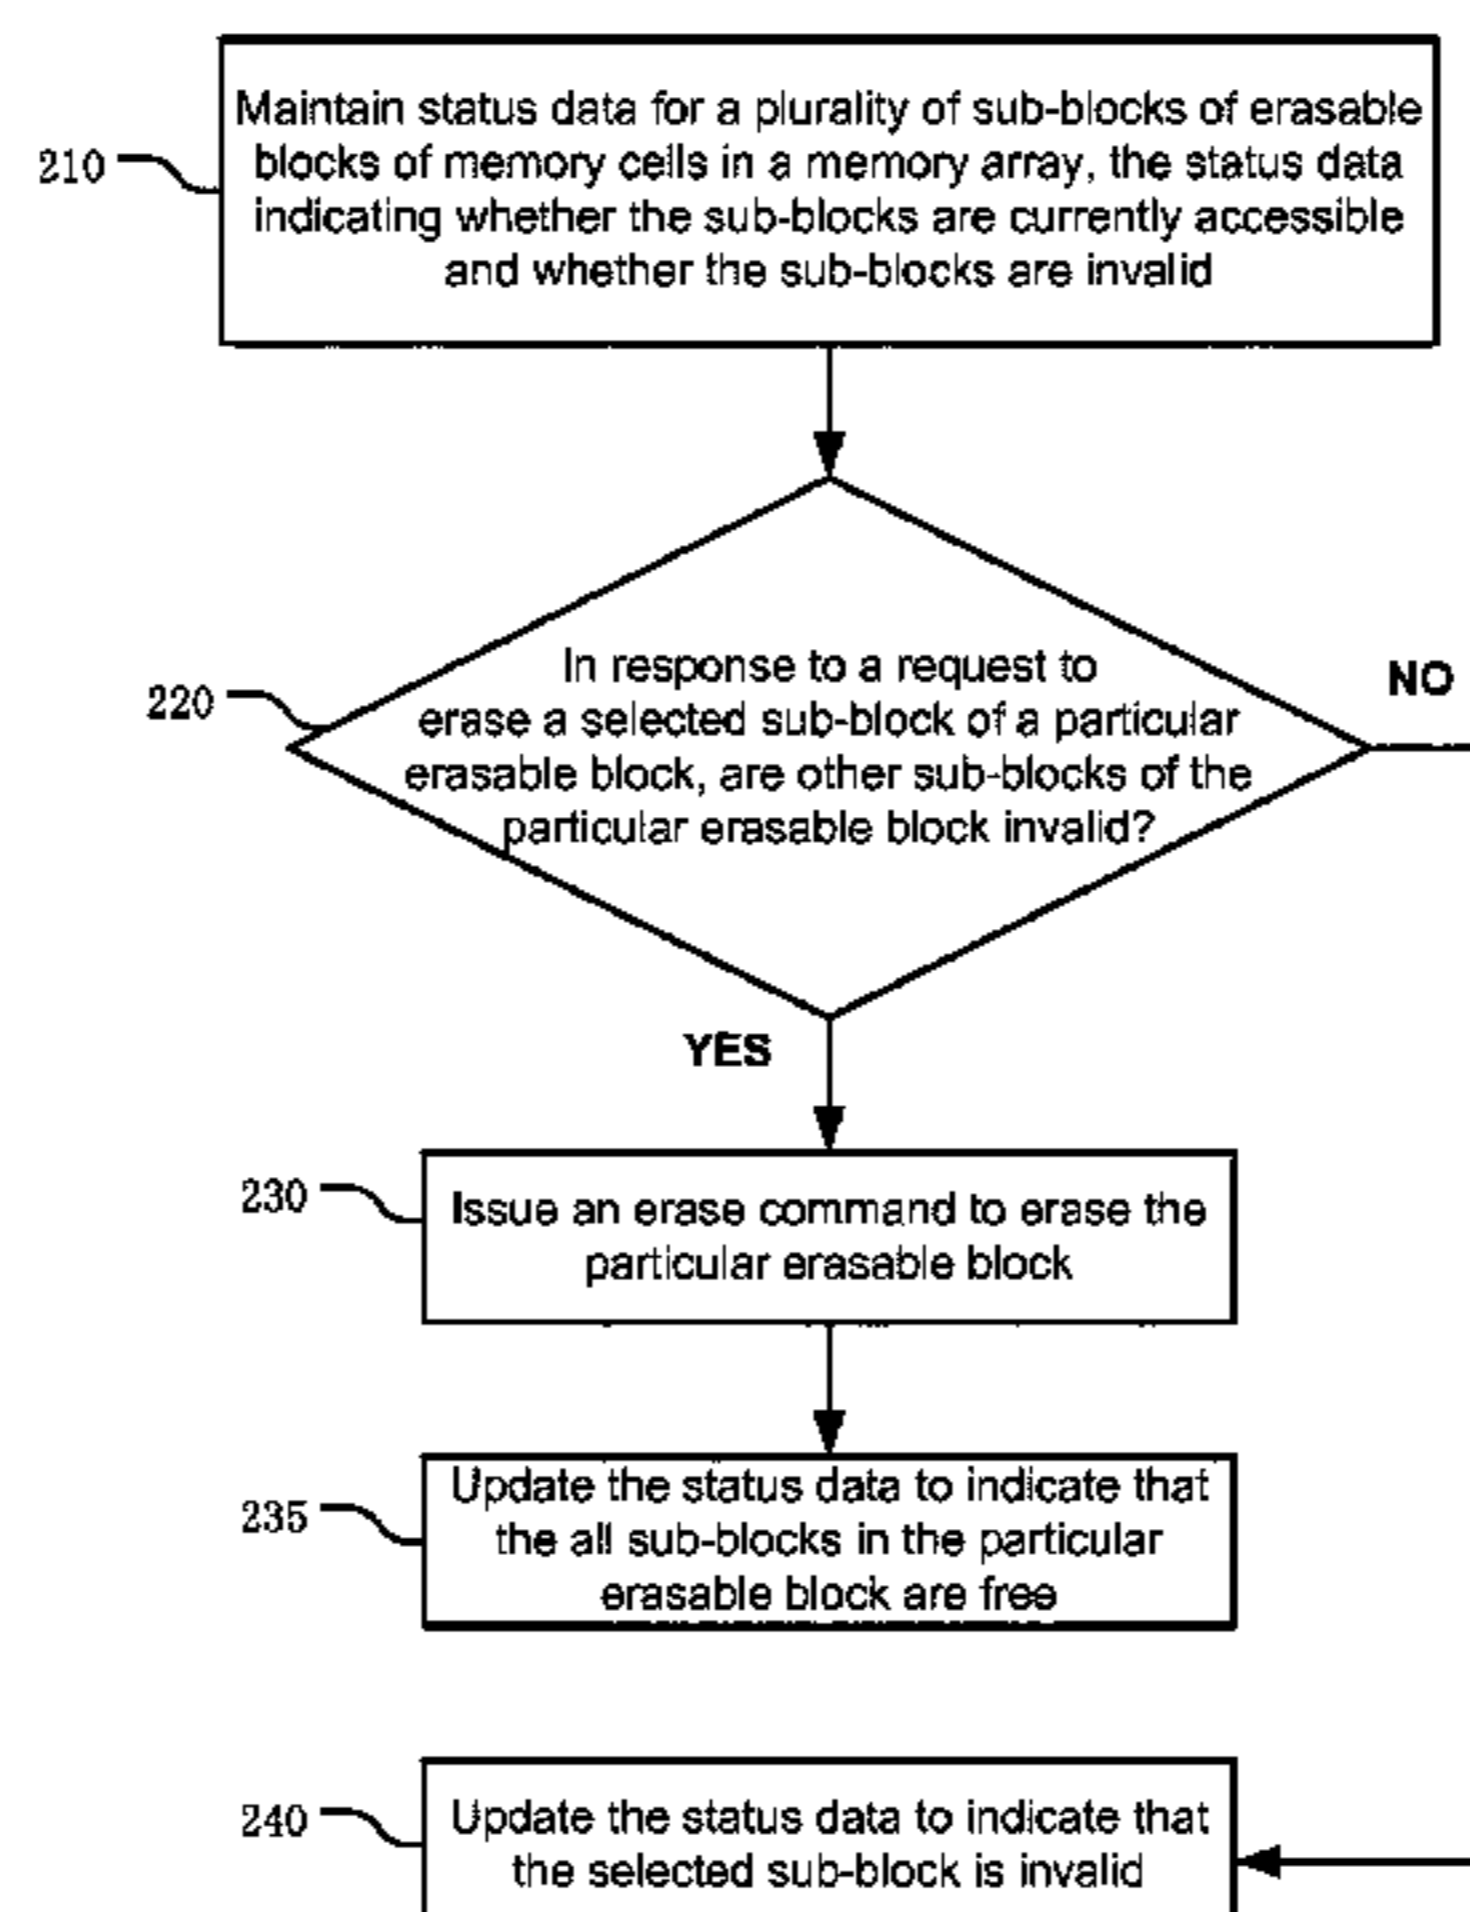 210
Maintain status data for a plurality of sub-blocks of erasable
blocks of memory cells in a memory array, the status data
indicating whether the sub-blocks are currently accessible
and whether the sub-blocks are invalid
220
In response to a request to
erase a selected sub-block of a particular
erasable block, are other sub-blocks of the
particular erasable block invalid?
NO
YES
230
Issue an erase command to erase the
particular erasable block
235
Update the status data to indicate that
the all sub-blocks in the particular
erasable block are free
240
Update the status data to indicate that
the selected sub-block is invalid